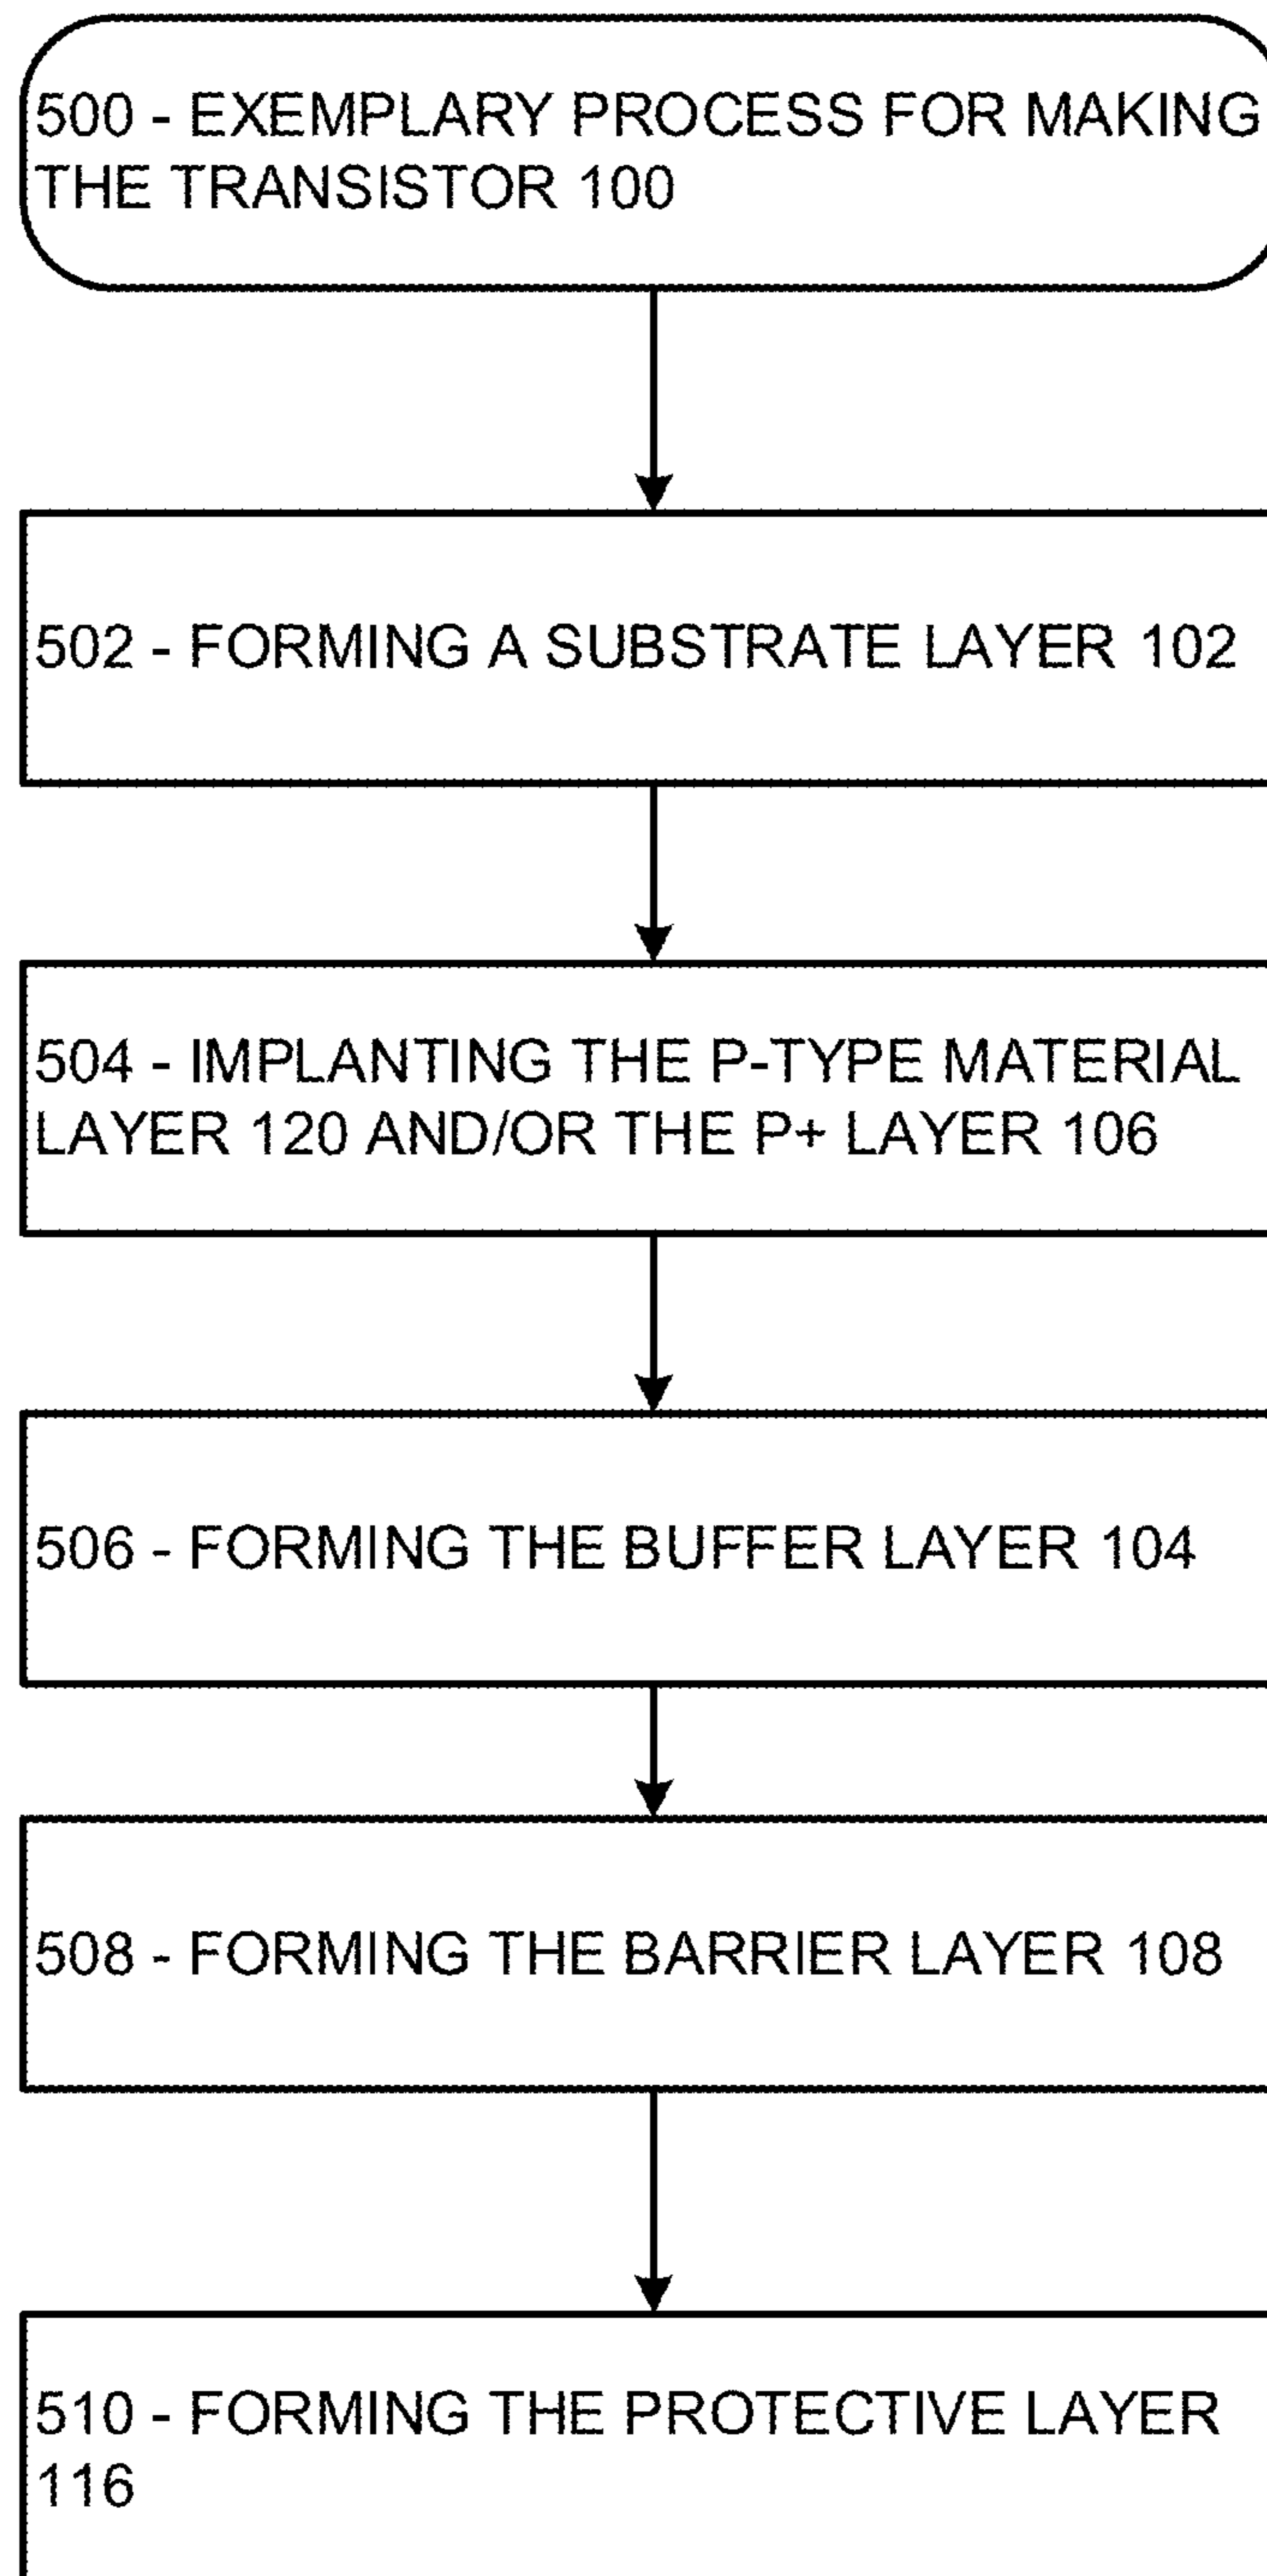 500 - EXEMPLARY PROCESS FOR MAKING
THE TRANSISTOR 100
502 - FORMING A SUBSTRATE LAYER 102
504 - IMPLANTING THE P-TYPE MATERIAL
LAYER 120 AND/OR THE P+ LAYER 106
506 - FORMING THE BUFFER LAYER 104
508 - FORMING THE BARRIER LAYER 108
510 - FORMING THE PROTECTIVE LAYER
116